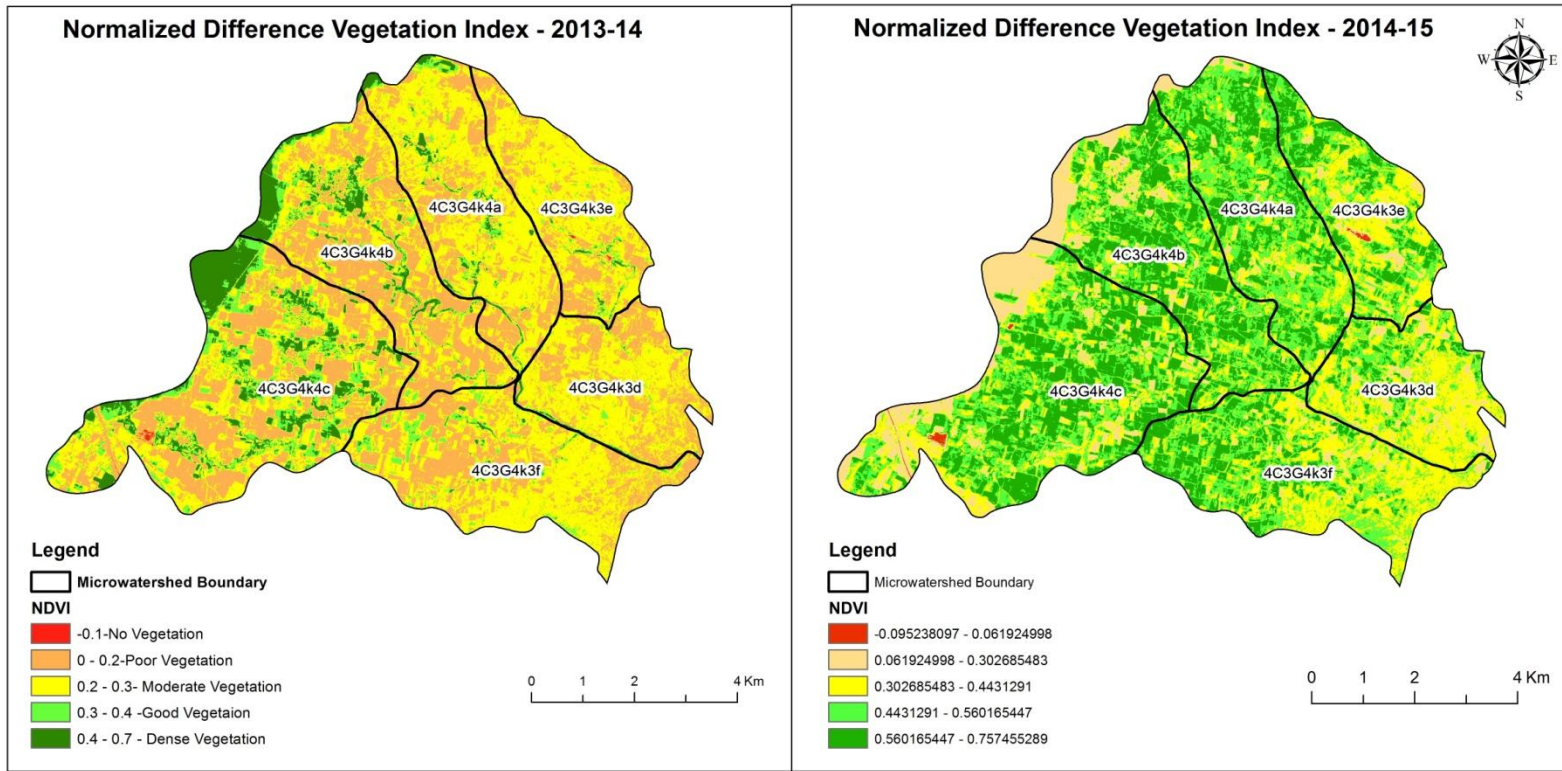 Normalized Difference Vegetation Index - 2013-14
4C3G4k4a
4C3G4k3e
4C3G4k4b
4C3G4k4c
4C3G4k3d
4C3G4k3f
Legend
Microwatershed Boundary
NDVI
-0.1-No Vegetation
0 - 0.2-Poor Vegetation
0.2 - 0.3- Moderate Vegetation
0.3 - 0.4 -Good Vegetaion
0.4 - 0.7 - Dense Vegetation
0 1 2 4 Km
Normalized Difference Vegetation Index - 2014-15
N
W E
S
4C3G4k4a
4C3G4k3e
4C3G4k4b
4C3G4k4c
4C3G4k3d
4C3G4k3f
Legend
Microwatershed Boundary
NDVI
-0.095238097 - 0.061924998
0.061924998 - 0.302685483
0.302685483 - 0.4431291
0.4431291 - 0.560165447
0.560165447 - 0.757455289
0 1 2 4 Km